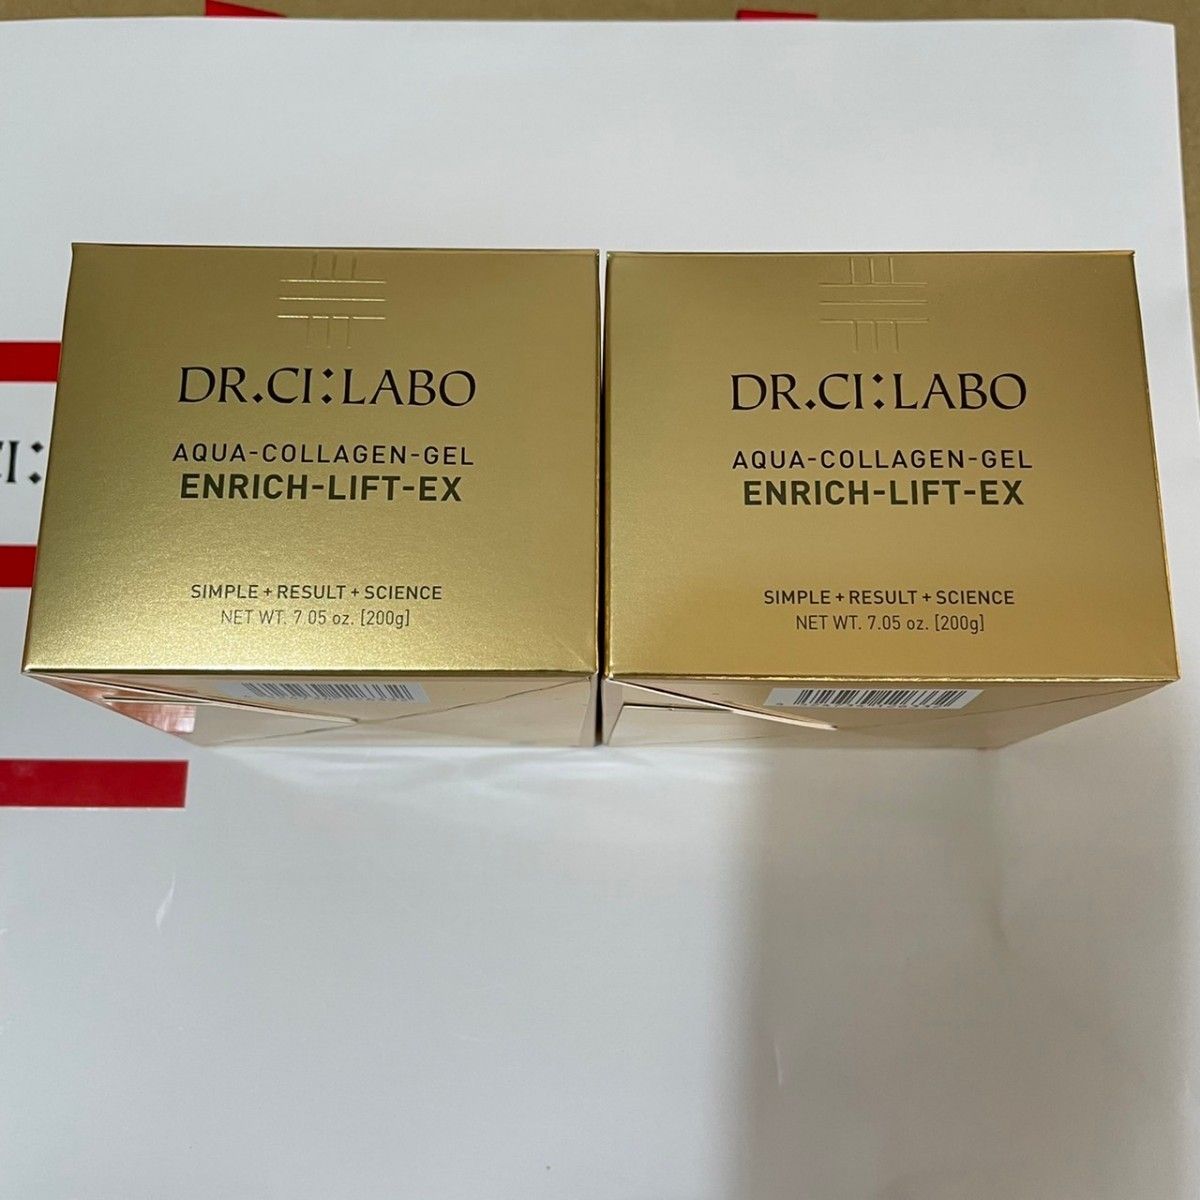 DR.CI:LABO
AQUA-COLLAGEN-GEL
ENRICH-LIFT-EX
SIMPLE + RESULT + SCIENCE
NET WT. 7.05 oz. [200g]
DR.CI:LABO
AQUA-COLLAGEN-GEL
ENRICH-LIFT-EX
SIMPLE + RESULT + SCIENCE
NET WT. 7.05 oz. [200g]
CI: